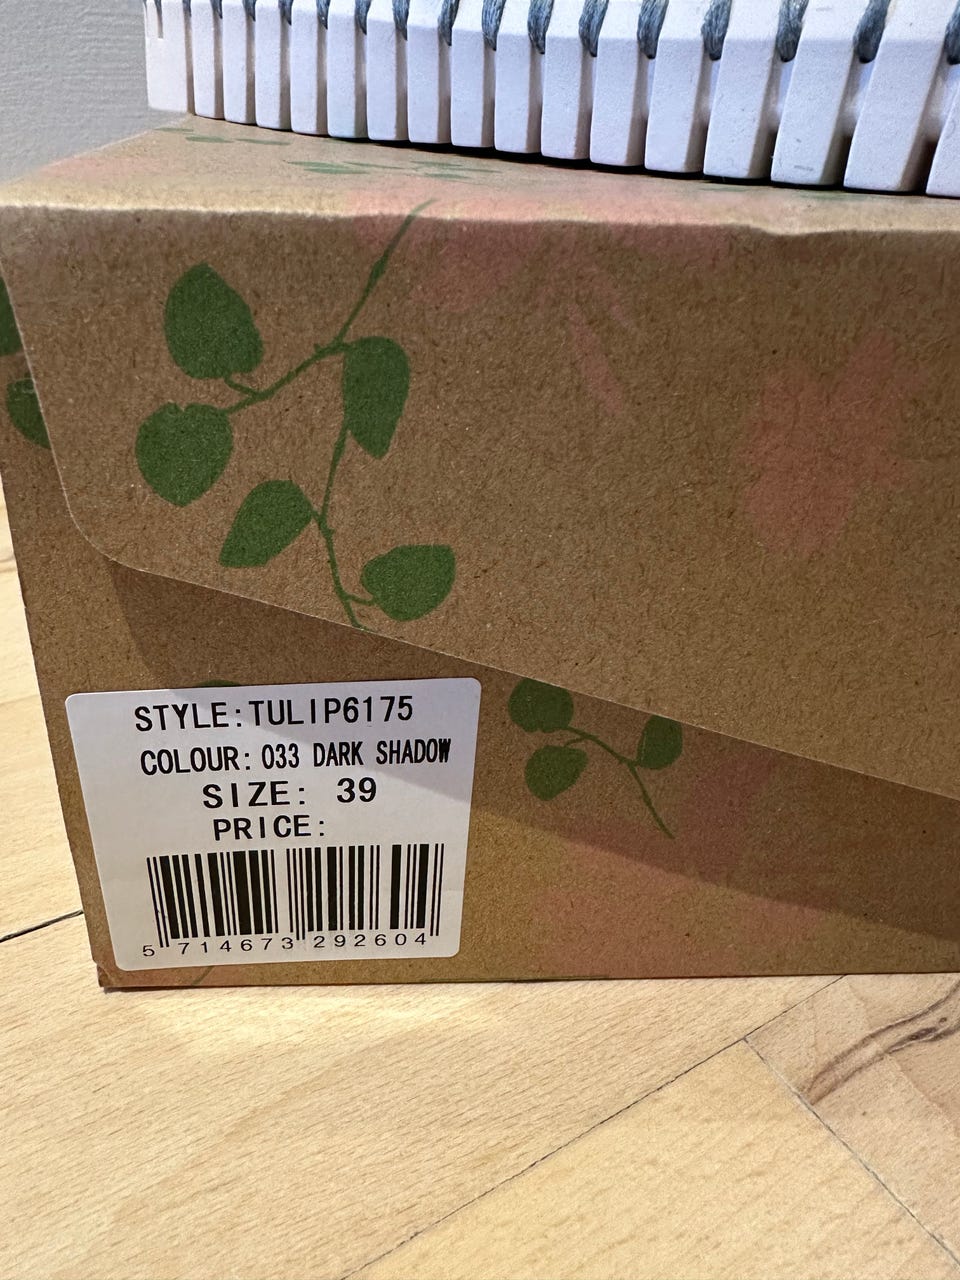 STYLE:TULIP6175
COLOUR: 033 DARK SHADOW
SIZE: 39
PRICE:
5 714673 292604